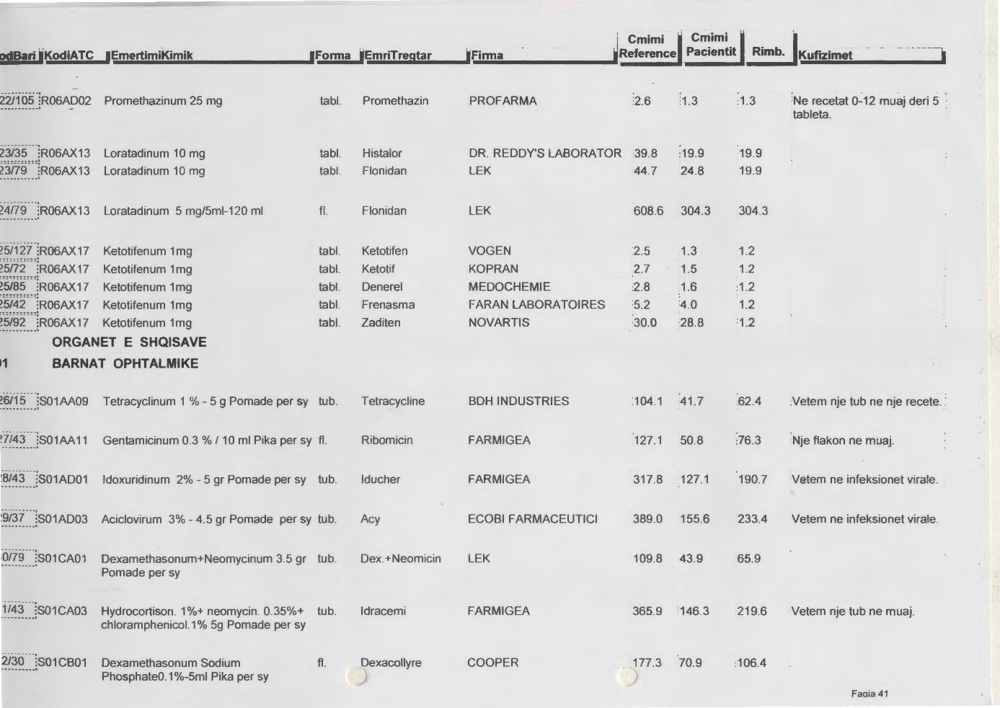 Cmimi Cmimi
odBari KodiATC EmertimiKimik Forma EmriTregtar Firma Reference Pacientit Rimb. Kufizimet
22/105 R06AD02 Promethazinum 25 mg tabl. Promethazin PROFARMA 2.6 1.3 1.3 Ne recetat 0-12 muaj deri 5
tableta.
23/35 R06AX13 Loratadinum 10 mg tabl. Histalor DR. REDDY'S LABORATOR 39.8 19.9 19.9
23/79 R06AX13 Loratadinum 10 mg tabl. Flonidan LEK 44.7 24.8 19.9
24/79 R06AX13 Loratadinum 5 mg/5ml-120 ml fl. Flonidan LEK 608.6 304.3 304.3
25/127 R06AX17 Ketotifenum 1mg tabl. Ketotifen VOGEN 2.5 1.3 1.2
25/72 R06AX17 Ketotifenum 1mg tabl. Ketotif KOPRAN 2.7 1.5 1.2
25/85 R06AX17 Ketotifenum 1mg tabl. Denerel MEDOCHEMIE 2.8 1.6 1.2
25/42 R06AX17 Ketotifenum 1mg tabl. Frenasma FARAN LABORATOIRES 5.2 4.0 1.2
25/92 R06AX17 Ketotifenum 1mg tabl. Zaditen NOVARTIS 30.0 28.8 1.2
ORGANET E SHQISAVE
01 BARNAT OPHTALMIKE
26/15 S01AA09 Tetracyclinum 1 % - 5 g Pomade per sy tub. Tetracycline BDH INDUSTRIES 104.1 41.7 62.4 Vetem nje tub ne nje recete.
27/43 S01AA11 Gentamicinum 0.3 % / 10 ml Pika per sy fl. Ribomicin FARMIGEA 127.1 50.8 76.3 Nje flakon ne muaj.
8/43 S01AD01 Idoxuridinum 2% - 5 gr Pomade per sy tub. Iducher FARMIGEA 317.8 127.1 190.7 Vetem ne infeksionet virale.
9/37 S01AD03 Aciclovirum 3% - 4.5 gr Pomade per sy tub. Acy ECOBI FARMACEUTICI 389.0 155.6 233.4 Vetem ne infeksionet virale.
0/79 S01CA01 Dexamethasonum+Neomycinum 3.5 gr tub. Dex.+Neomicin LEK 109.8 43.9 65.9
Pomade per sy
1/43 S01CA03 Hydrocortison. 1%+ neomycin. 0.35%+ tub. Idracemi FARMIGEA 365.9 146.3 219.6 Vetem nje tub ne muaj.
chloramphenicol.1% 5g Pomade per sy
2/30 S01CB01 Dexamethasonum Sodium fl. Dexacollyre COOPER 177.3 70.9 106.4
Phosphate0.1%-5ml Pika per sy
Faqja 41